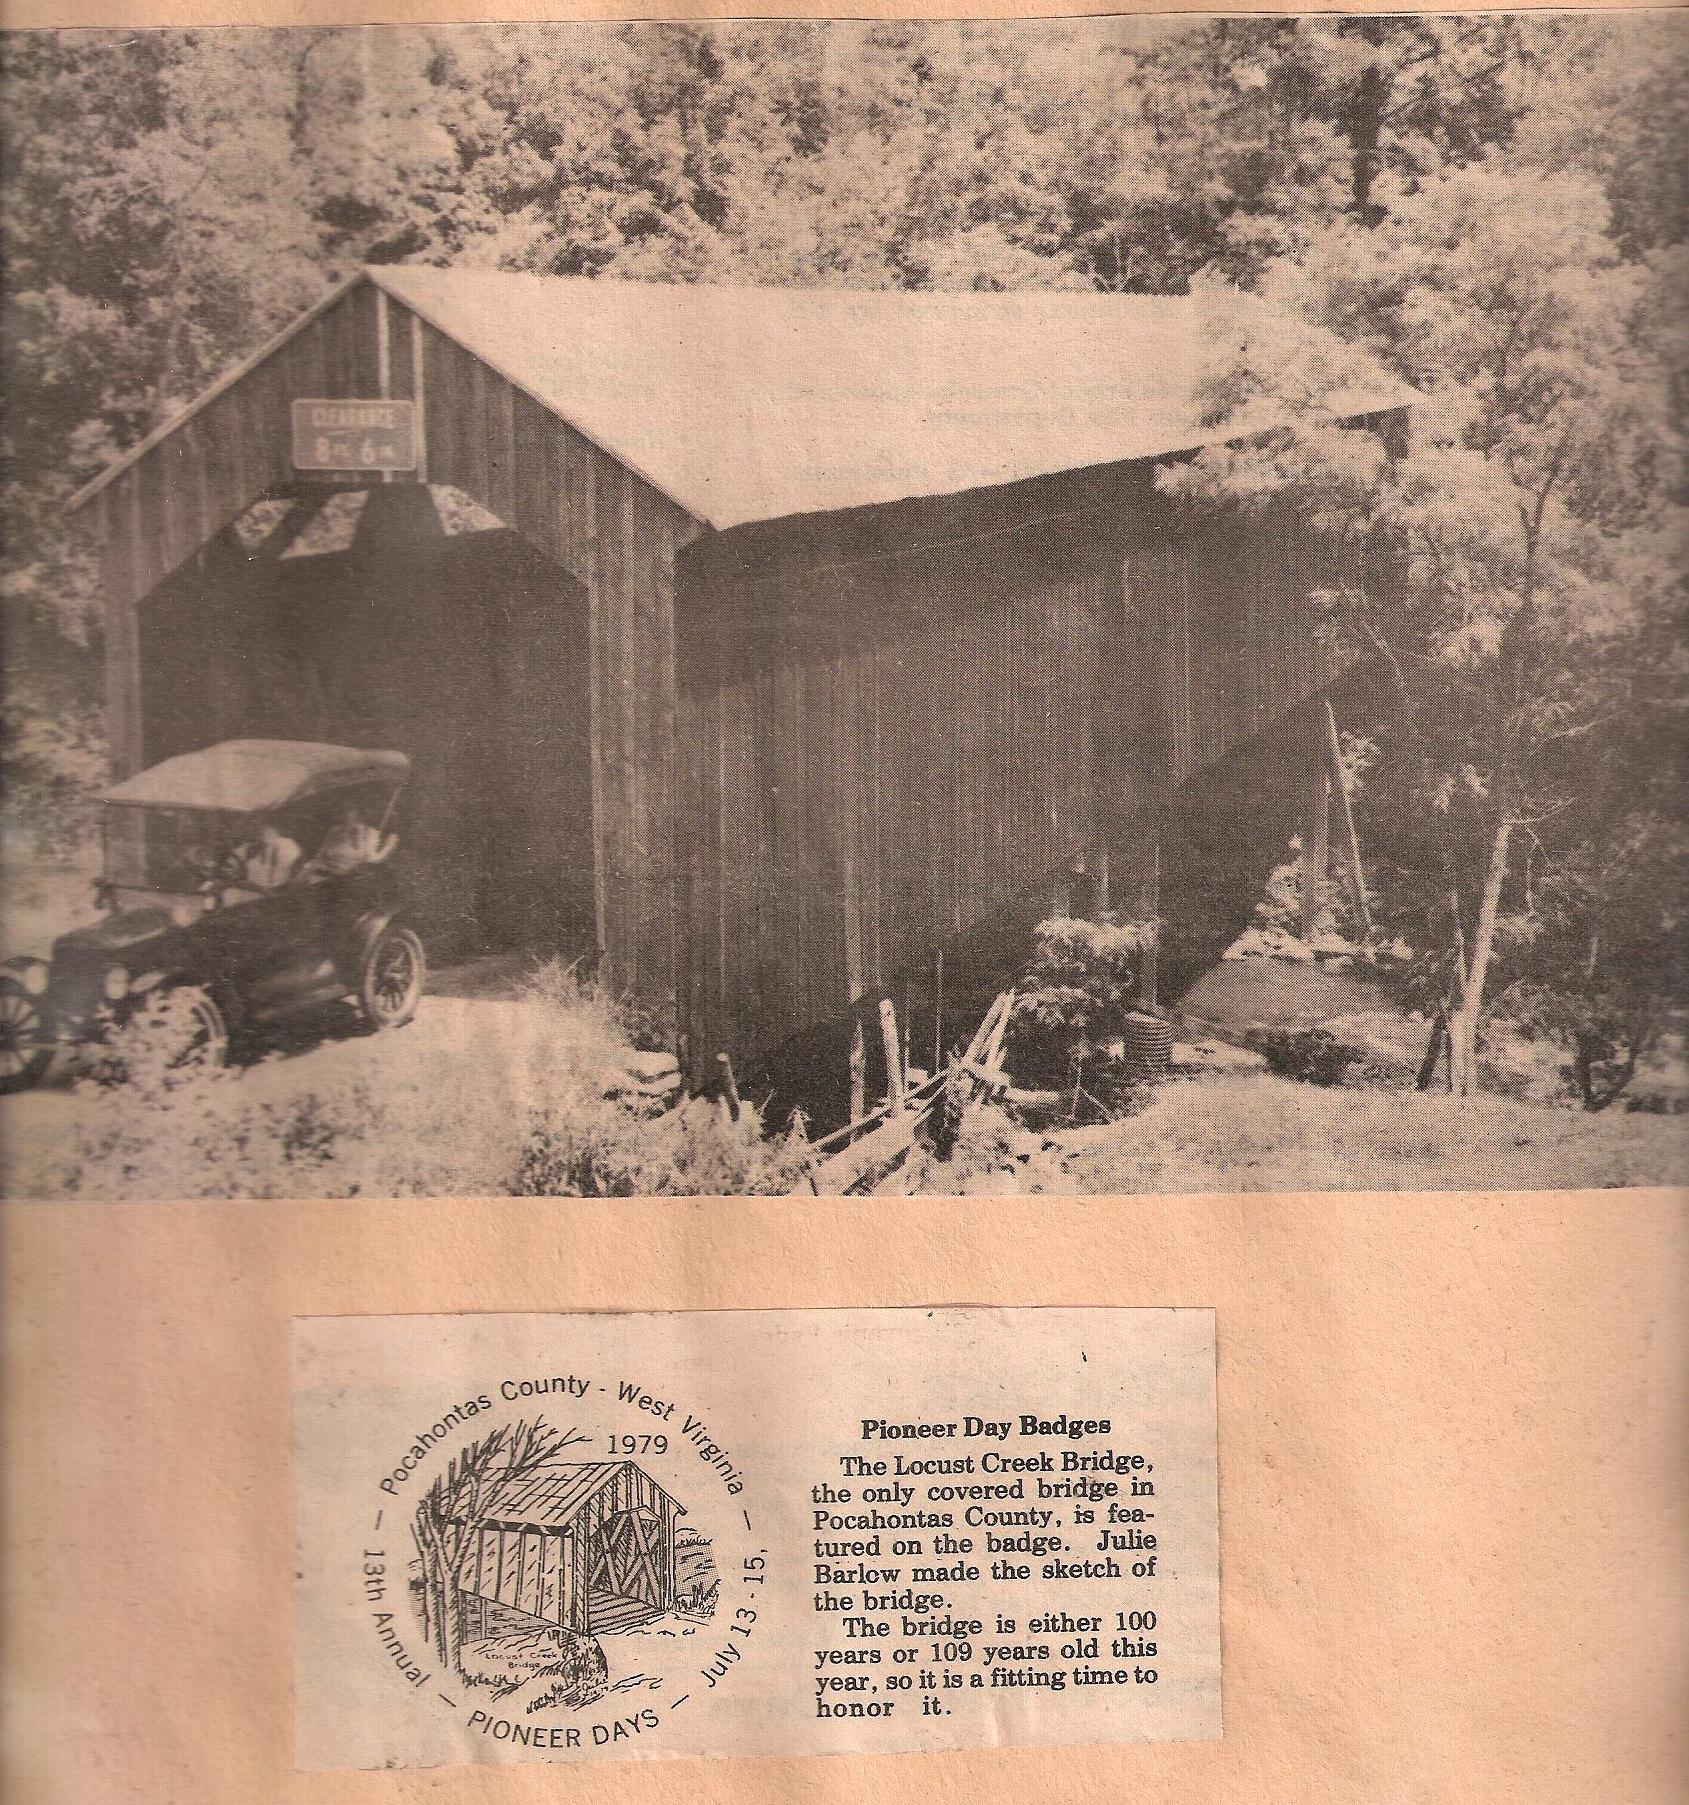 CLEARANCE
8 FT 6 IN
Pocahontas County - West Virginia
1979
— 13th Annual —
PIONEER DAYS
— July 13-15, —
Locust Creek
Bridge
Pioneer Day Badges
The Locust Creek Bridge,
the only covered bridge in
Pocahontas County, is fea-
tured on the badge. Julie
Barlow made the sketch of
the bridge.
The bridge is either 100
years or 109 years old this
year, so it is a fitting time to
honor it.